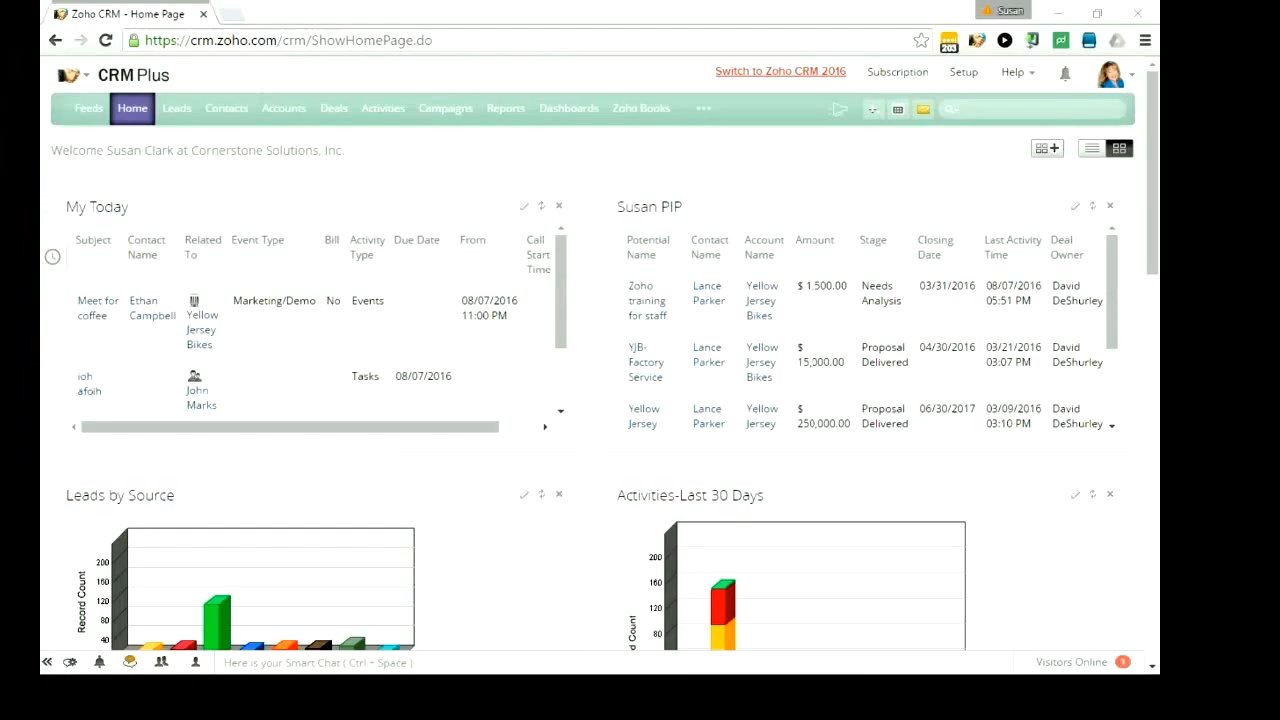 Zoho CRM - Home Page
Susan
https://crm.zoho.com/crm/ShowHomePage.do
203
CRM Plus
Switch to Zoho CRM 2016 Subscription Setup Help
Feeds Home Leads Contacts Accounts Deals Activities Campaigns Reports Dashboards Zoho Books
Welcome Susan Clark at Cornerstone Solutions, Inc.
My Today
Subject Contact Related Event Type Bill Activity Due Date From Call
Name To Type Start
Time
Meet for Ethan Marketing/Demo No Events 08/07/2016
coffee Campbell Yellow 11:00 PM
Jersey
Bikes
ioh Tasks 08/07/2016
afoih John
Marks
Susan PIP
Potential Contact Account Amount Stage Closing Last Activity Deal
Name Name Name Date Time Owner
Zoho Lance Yellow $ 1,500.00 Needs 03/31/2016 08/07/2016 David
training Parker Jersey Analysis 05:51 PM DeShurley
for staff Bikes
YJB- Lance Yellow $ Proposal 04/30/2016 03/21/2016 David
Factory Parker Jersey 15,000.00 Delivered 03:07 PM DeShurley
Service Bikes
Yellow Lance Yellow $ Proposal 06/30/2017 03/09/2016 David
Jersey Parker Jersey 250,000.00 Delivered 03:10 PM DeShurley
Leads by Source
200
160
120
80
40
Record Count
Activities-Last 30 Days
200
160
120
80
d Count
Here is your Smart Chat ( Ctrl + Space )
Visitors Online 1